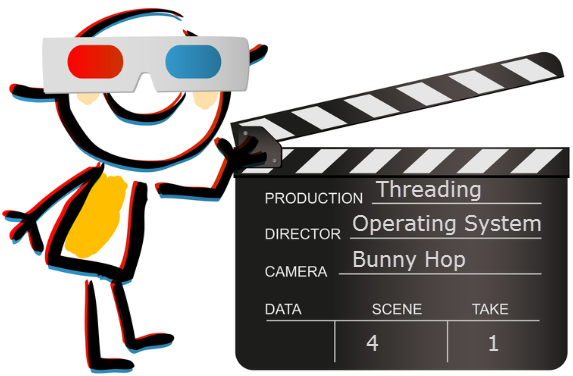 PRODUCTION Threading
DIRECTOR Operating System
CAMERA Bunny Hop
DATA SCENE TAKE
4 1